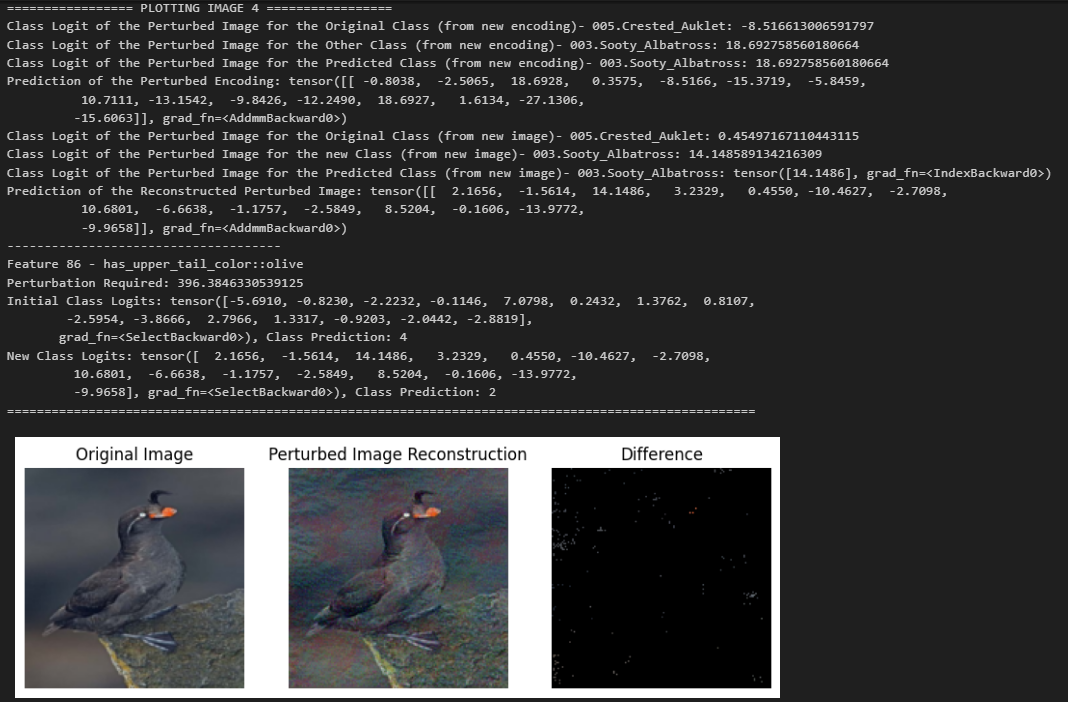 ================= PLOTTING IMAGE 4 =================
Class Logit of the Perturbed Image for the Original Class (from new encoding)- 005.Crested_Auklet: -8.516613006591797
Class Logit of the Perturbed Image for the Other Class (from new encoding)- 003.Sooty_Albatross: 18.692758560180664
Class Logit of the Perturbed Image for the Predicted Class (from new encoding)- 003.Sooty_Albatross: 18.692758560180664
Prediction of the Perturbed Encoding: tensor([[ -0.8038,  -2.5065,  18.6928,   0.3575,  -8.5166, -15.3719,  -5.8459,
          10.7111, -13.1542,  -9.8426, -12.2490,  18.6927,   1.6134, -27.1306,
         -15.6063]], grad_fn=<AddmmBackward0>)
Class Logit of the Perturbed Image for the Original Class (from new image)- 005.Crested_Auklet: 0.45497167110443115
Class Logit of the Perturbed Image for the new Class (from new image)- 003.Sooty_Albatross: 14.148589134216309
Class Logit of the Perturbed Image for the Predicted Class (from new image)- 003.Sooty_Albatross: tensor([14.1486], grad_fn=<IndexBackward0>)
Prediction of the Reconstructed Perturbed Image: tensor([[  2.1656,  -1.5614,  14.1486,   3.2329,   0.4550, -10.4627,  -2.7098,
          10.6801,  -6.6638,  -1.1757,  -2.5849,   8.5204,  -0.1606, -13.9772,
          -9.9658]], grad_fn=<AddmmBackward0>)
-------------------------------------
Feature 86 - has_upper_tail_color::olive
Perturbation Required: 396.3846330539125
Initial Class Logits: tensor([-5.6910, -0.8230, -2.2232, -0.1146,  7.0798,  0.2432,  1.3762,  0.8107,
        -2.5954, -3.8666,  2.7966,  1.3317, -0.9203, -2.0442, -2.8819],
       grad_fn=<SelectBackward0>), Class Prediction: 4
New Class Logits: tensor([  2.1656,  -1.5614,  14.1486,   3.2329,   0.4550, -10.4627,  -2.7098,
         10.6801,  -6.6638,  -1.1757,  -2.5849,   8.5204,  -0.1606, -13.9772,
         -9.9658], grad_fn=<SelectBackward0>), Class Prediction: 2
=====================================================================================================
Original Image
Perturbed Image Reconstruction
Difference